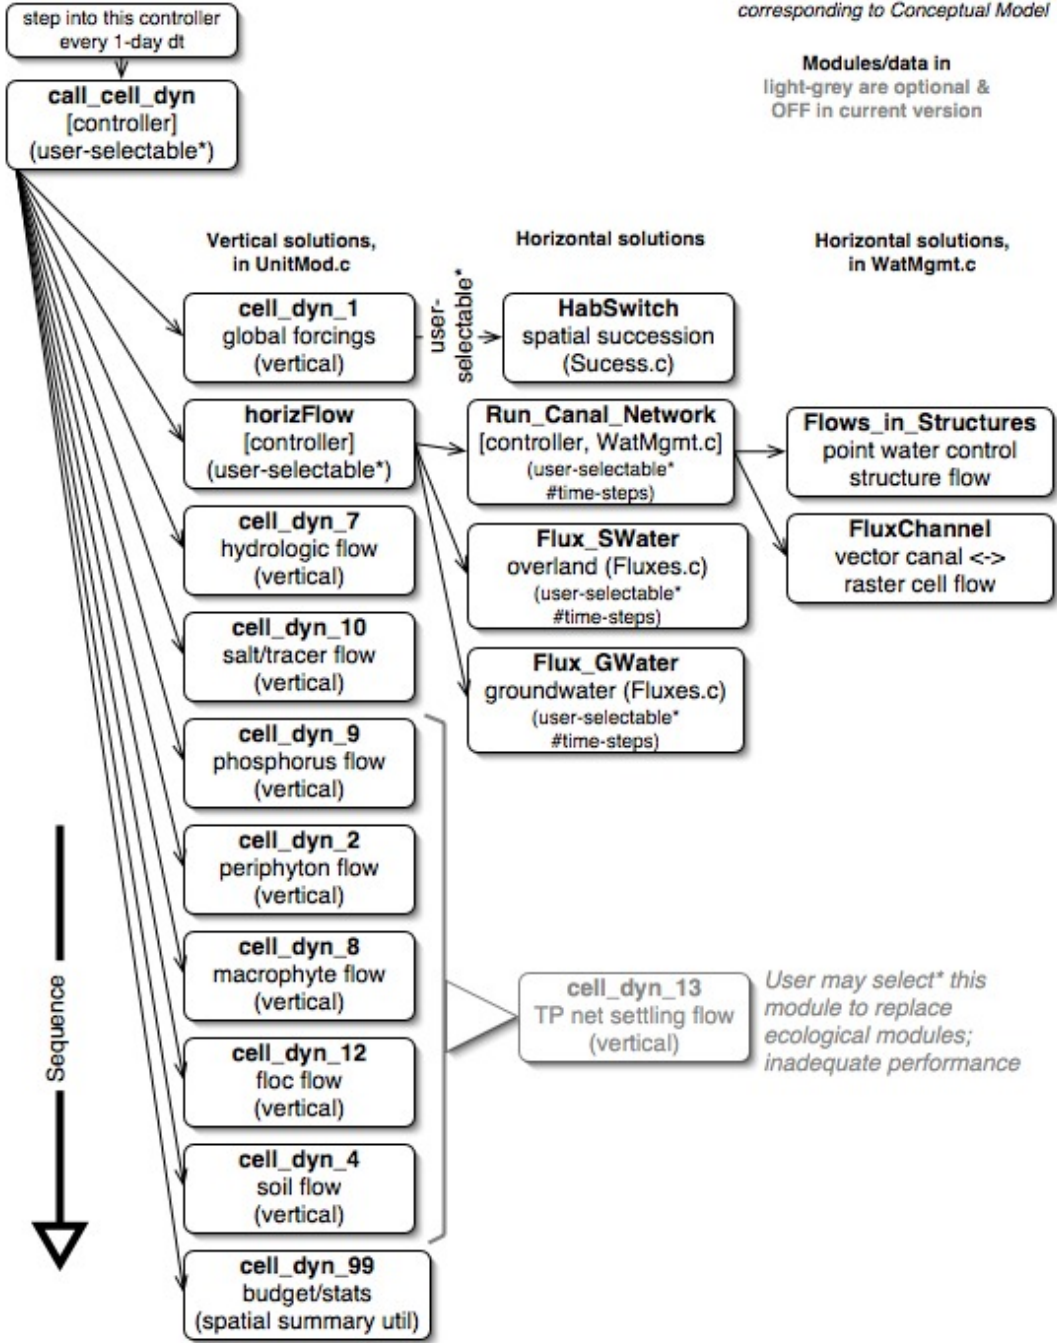 step into this controller
every 1-day dt
corresponding to Conceptual Model
Modules/data in
light-grey are optional &
OFF in current version
call_cell_dyn
[controller]
(user-selectable*)
Vertical solutions,
in UnitMod.c
Horizontal solutions
Horizontal solutions,
in WatMgmt.c
cell_dyn_1
global forcings
(vertical)
user-
selectable*
HabSwitch
spatial succession
(Sucess.c)
horizFlow
[controller]
(user-selectable*)
Run_Canal_Network
[controller, WatMgmt.c]
(user-selectable*
#time-steps)
Flows_in_Structures
point water control
structure flow
cell_dyn_7
hydrologic flow
(vertical)
Flux_SWater
overland (Fluxes.c)
(user-selectable*
#time-steps)
FluxChannel
vector canal <->
raster cell flow
cell_dyn_10
salt/tracer flow
(vertical)
Flux_GWater
groundwater (Fluxes.c)
(user-selectable*
#time-steps)
cell_dyn_9
phosphorus flow
(vertical)
cell_dyn_2
periphyton flow
(vertical)
cell_dyn_8
macrophyte flow
(vertical)
cell_dyn_13
TP net settling flow
(vertical)
User may select* this
module to replace
ecological modules;
inadequate performance
cell_dyn_12
floc flow
(vertical)
cell_dyn_4
soil flow
(vertical)
cell_dyn_99
budget/stats
(spatial summary util)
Sequence